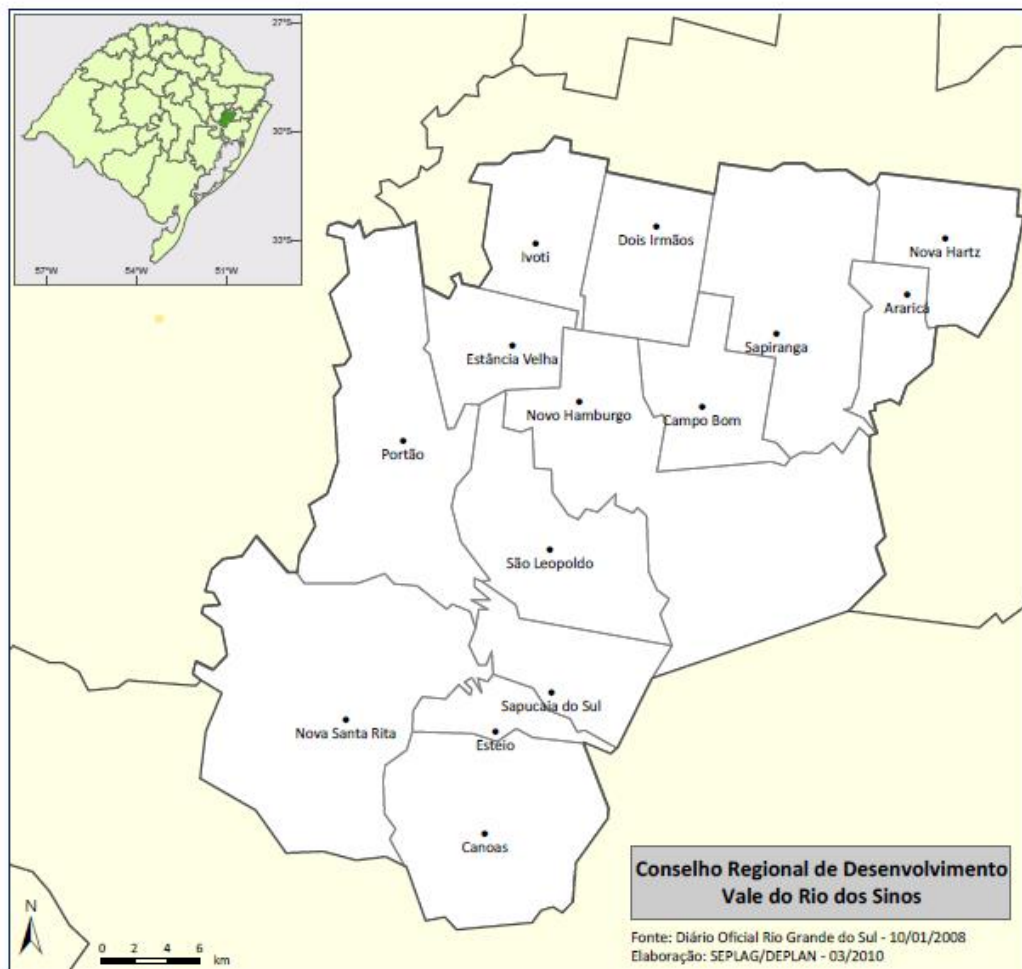 27°S
30°S
33°S
57°W
54°W
51°W
Ivoti
Dois Irmãos
Nova Hartz
Araricá
Sapiranga
Estância Velha
Novo Hamburgo
Campo Bom
Portão
São Leopoldo
Sapucaia do Sul
Nova Santa Rita
Esteio
Canoas
Conselho Regional de Desenvolvimento
Vale do Rio dos Sinos
N
0 2 4 6
km
Fonte: Diário Oficial Rio Grande do Sul - 10/01/2008
Elaboração: SEPLAG/DEPLAN - 03/2010